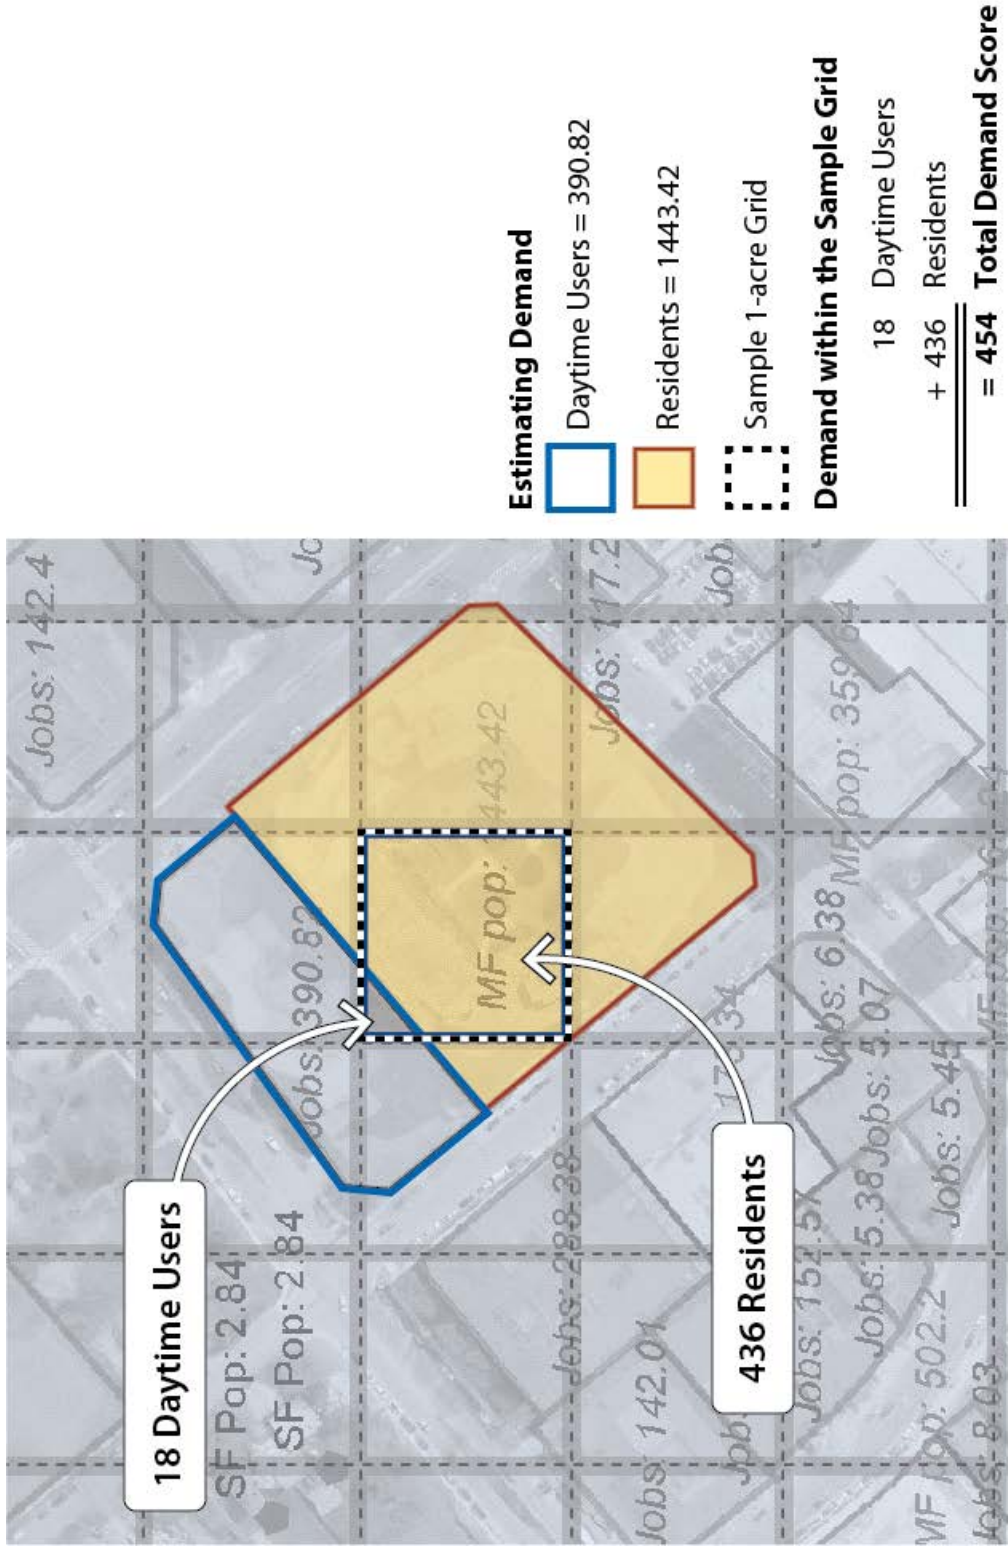 18 Daytime Users
436 Residents
Jobs: 142.4
SF Pop: 2.84
SF Pop: 2.84
Jobs: 390.82
MF pop: 1443.42
Jobs: 288.38
Jobs: 117.2
Jobs: 142.01
Jobs: 152.57
Jobs: 6.38
MF pop: 359.64
Jobs: 5.38
Jobs: 5.07
Jobs: 5.45
MF pop: 502.2
Jobs: 8.03
Estimating Demand
Daytime Users = 390.82
Residents = 1443.42
Sample 1-acre Grid
Demand within the Sample Grid
18 Daytime Users
+ 436 Residents
= 454 Total Demand Score